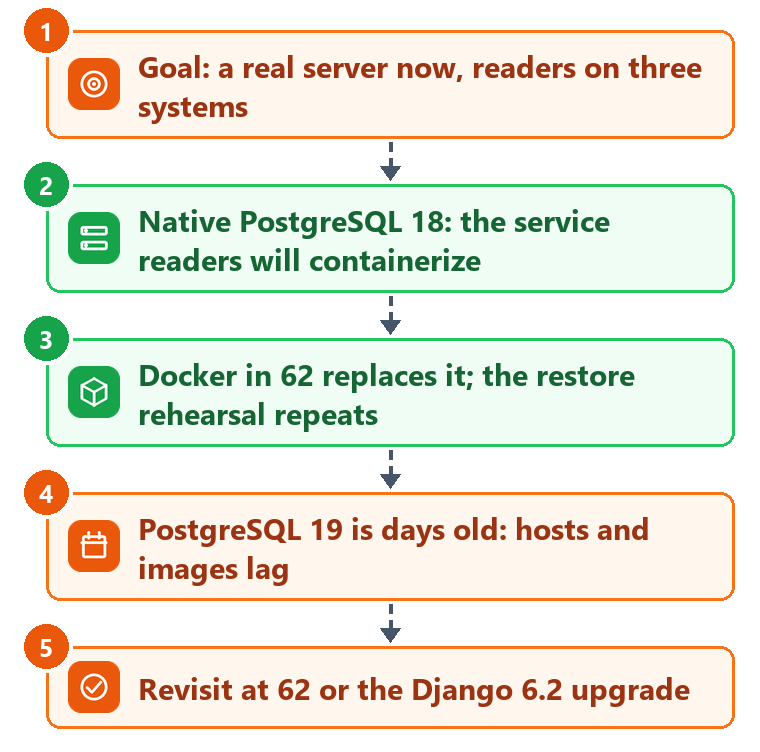 1
Goal: a real server now, readers on three
systems
2
Native PostgreSQL 18: the service
readers will containerize
3
Docker in 62 replaces it; the restore
rehearsal repeats
4
PostgreSQL 19 is days old: hosts and
images lag
5
Revisit at 62 or the Django 6.2 upgrade